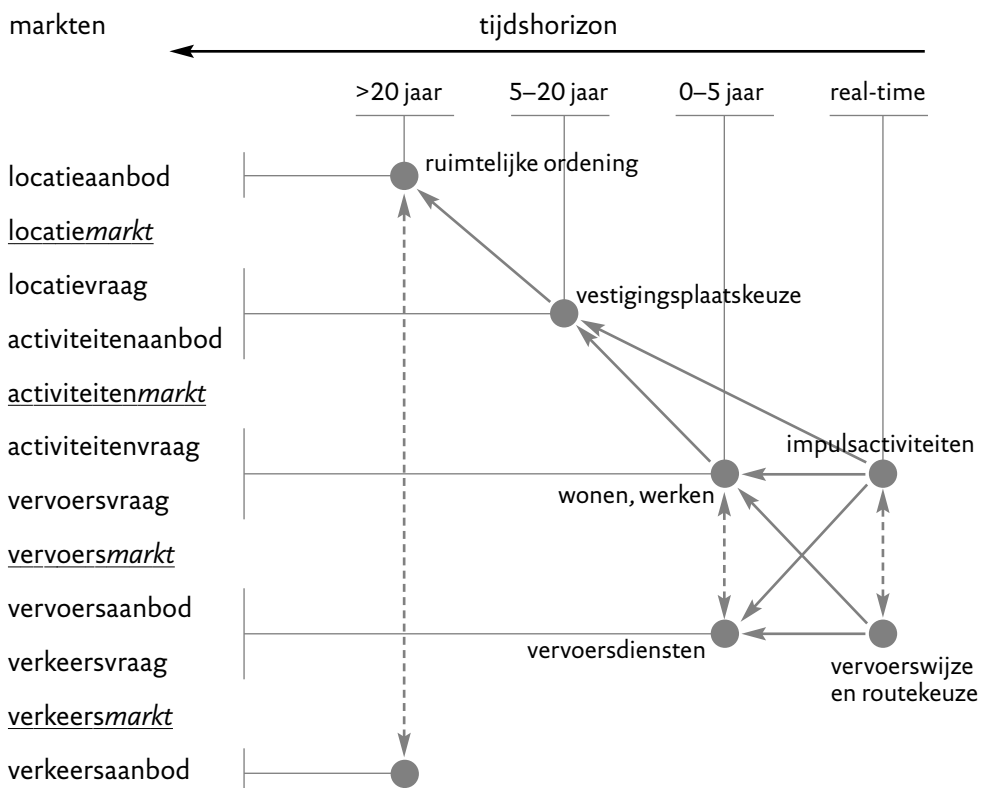 markten
tijdshorizon
>20 jaar
5–20 jaar
0–5 jaar
real-time
ruimtelijke ordening
locatieaanbod
locatiemarkt
locatievraag
vestigingsplaatskeuze
activiteitenaanbod
activiteitenmarkt
activiteitenvraag
impulsactiviteiten
wonen, werken
vervoersvraag
vervoersmarkt
vervoersaanbod
vervoersdiensten
verkeersvraag
vervoerswijze
en routekeuze
verkeersmarkt
verkeersaanbod